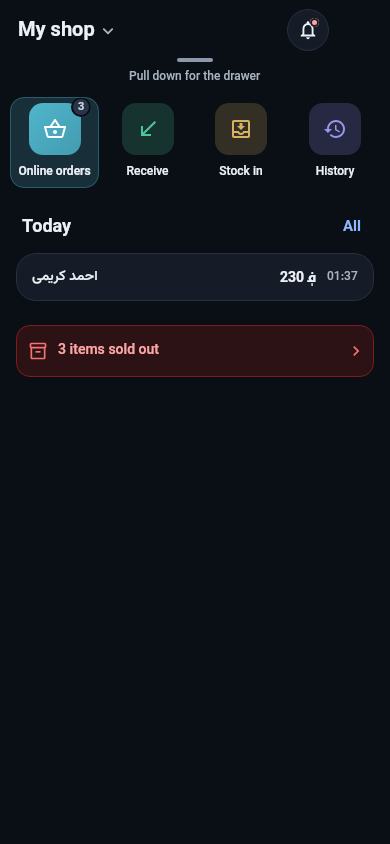 My shop
Pull down for the drawer
3
Online orders
Receive
Stock in
History
Today
All
احمد کریمی
230 ؋
01:37
3 items sold out